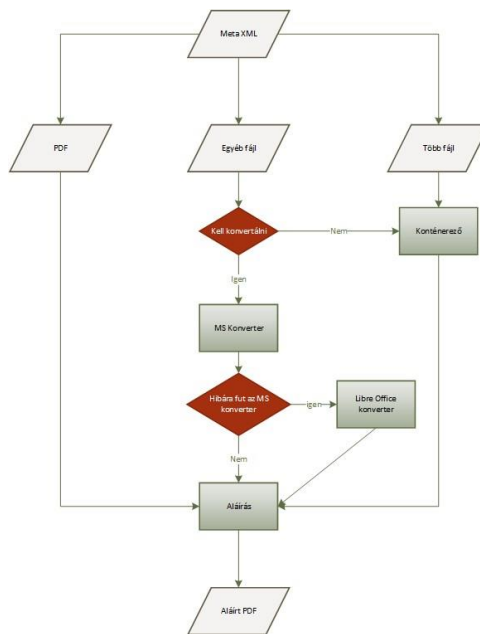 Meta XML
PDF
Egyéb fájl
Több fájl
Kell konvertálni
Nem
Konténerező
Igen
MS Konverter
Hibára fut az MS
konverter
igen
Libre Office
konverter
Nem
Aláírás
Aláírt PDF